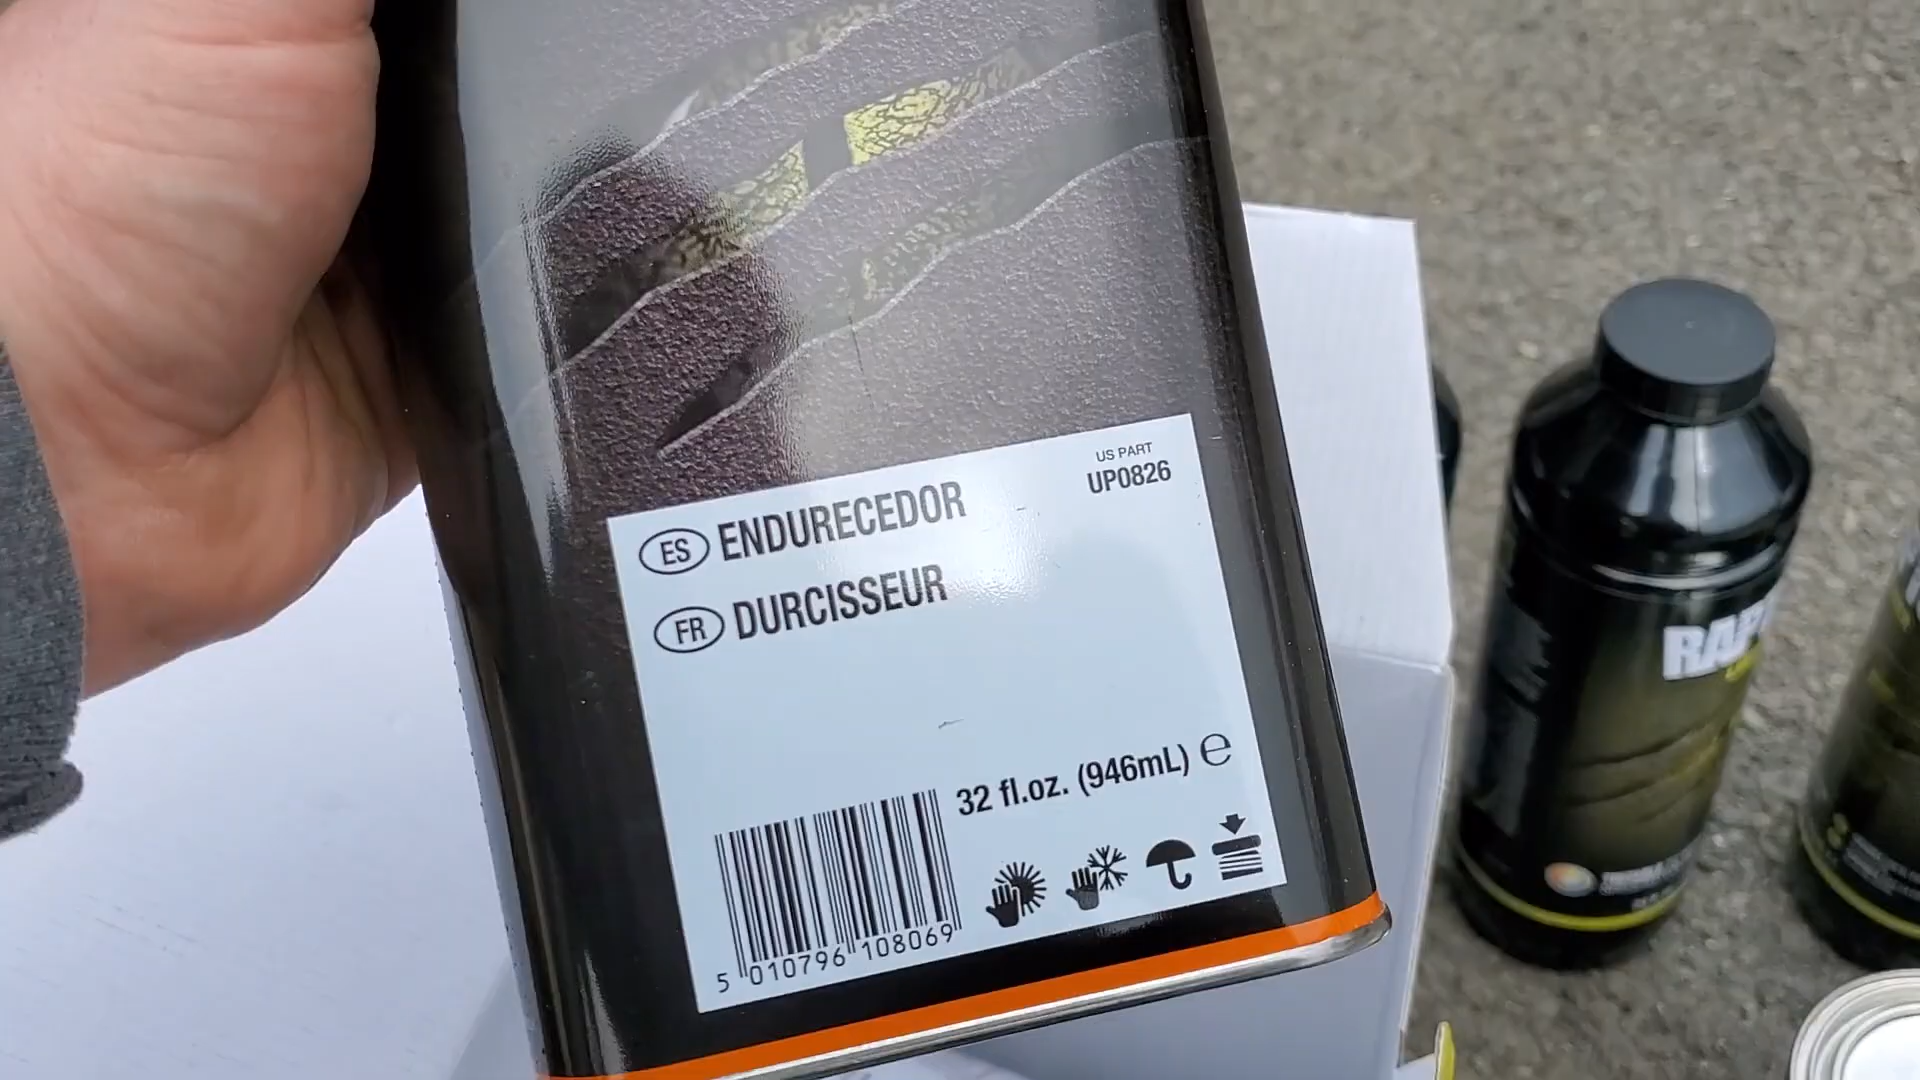 US PART
UP0826
ES ENDURECEDOR
FR DURCISSEUR
32 fl.oz. (946mL) ℮
5 010796 108069